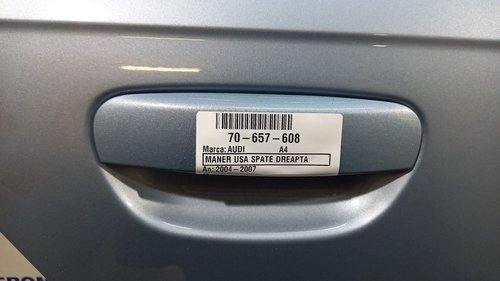 70-657-608
Marca: AUDI A4
MANER USA SPATE DREAPTA
An: 2004-2007